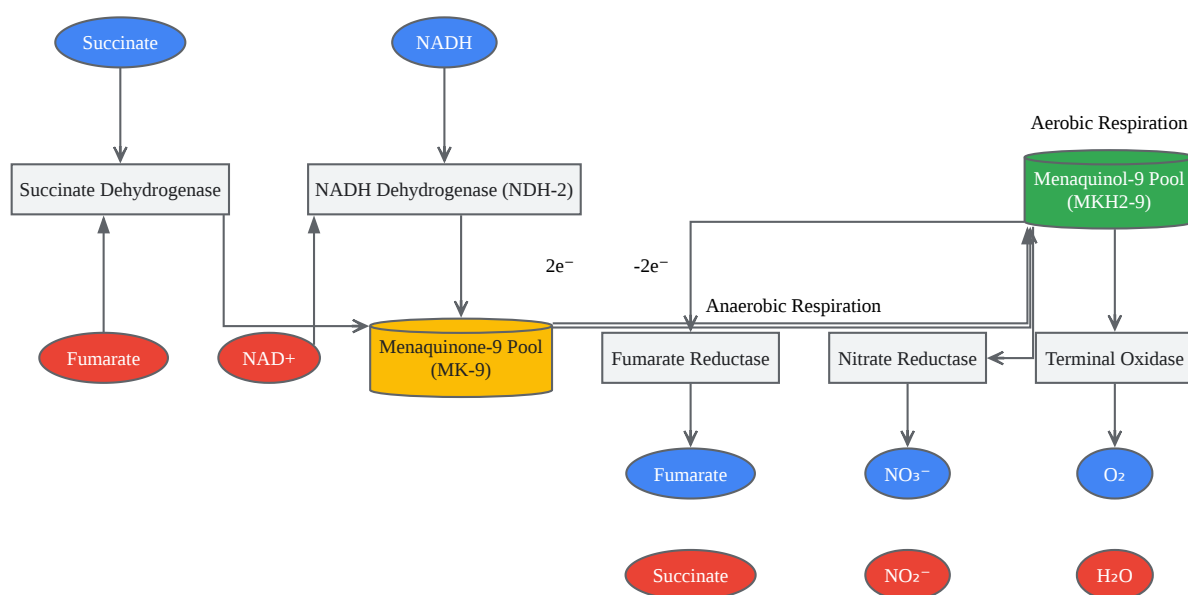 Succinate
NADH
Aerobic Respiration
Succinate Dehydrogenase
NADH Dehydrogenase (NDH-2)
Menaquinol-9 Pool
(MKH2-9)
2e⁻
-2e⁻
Anaerobic Respiration
Fumarate
NAD+
Menaquinone-9 Pool
(MK-9)
Fumarate Reductase
Nitrate Reductase
Terminal Oxidase
Fumarate
NO₃⁻
O₂
Succinate
NO₂⁻
H₂O